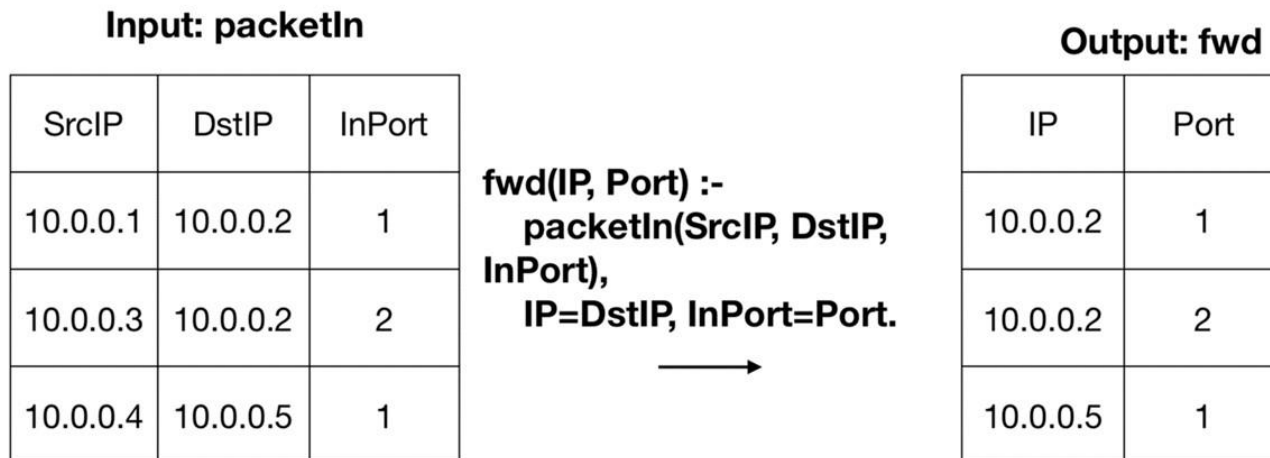 Input: packetIn
SrcIP DstIP InPort
10.0.0.1 10.0.0.2 1
10.0.0.3 10.0.0.2 2
10.0.0.4 10.0.0.5 1
fwd(IP, Port) :-
packetIn(SrcIP, DstIP,
InPort),
IP=DstIP, InPort=Port.
Output: fwd
IP Port
10.0.0.2 1
10.0.0.2 2
10.0.0.5 1